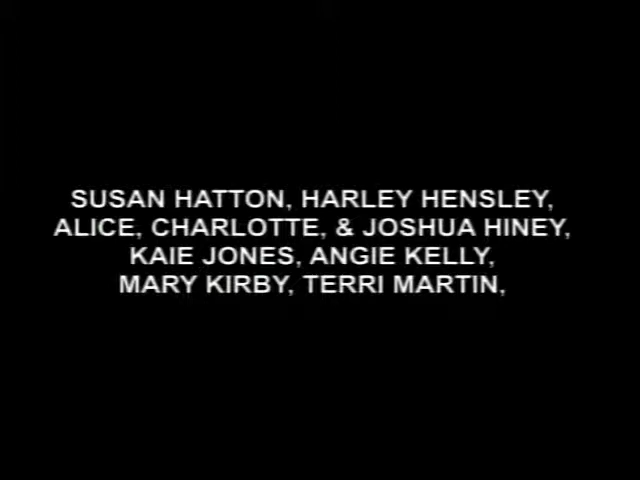 SUSAN HATTON, HARLEY HENSLEY,
ALICE, CHARLOTTE, & JOSHUA HINEY,
KAIE JONES, ANGIE KELLY,
MARY KIRBY, TERRI MARTIN,